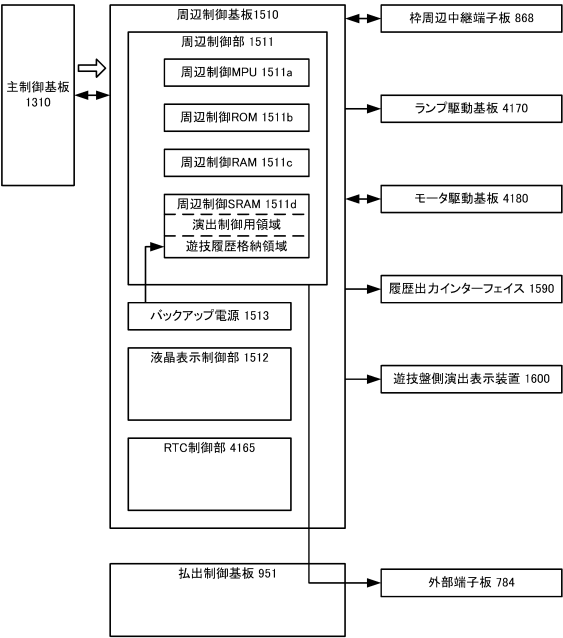 主制御基板
1310
周辺制御基板1510
周辺制御部 1511
周辺制御MPU 1511a
周辺制御ROM 1511b
周辺制御RAM 1511c
周辺制御SRAM 1511d
演出制御用領域
遊技履歴格納領域
バックアップ電源 1513
液晶表示制御部 1512
RTC制御部 4165
払出制御基板 951
枠周辺中継端子板 868
ランプ駆動基板 4170
モータ駆動基板 4180
履歴出力インターフェイス 1590
遊技盤側演出表示装置 1600
外部端子板 784